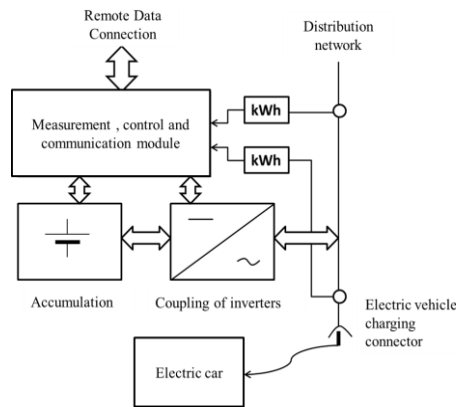 Remote Data
Connection
Distribution
network
kWh
Measurement , control and
communication module
kWh
Accumulation
Coupling of inverters
Electric vehicle
charging
connector
Electric car